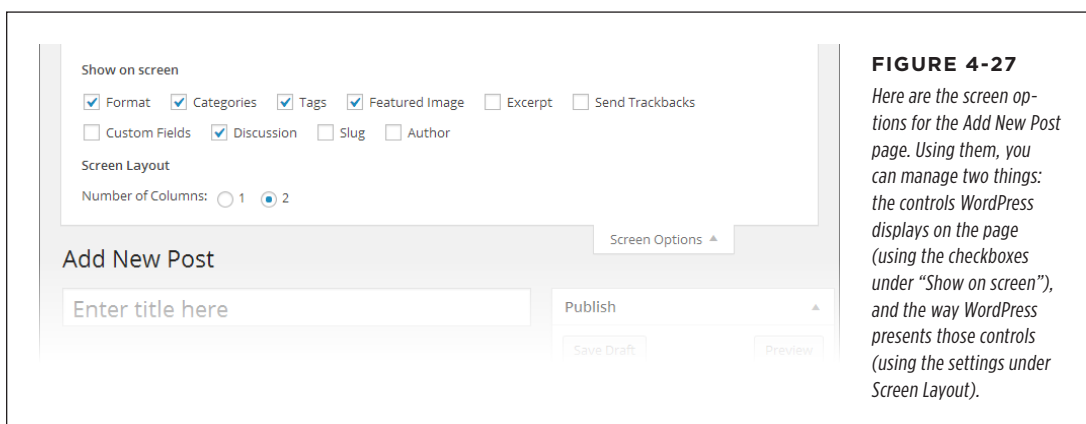 Show on screen
Format Categories Tags Featured Image Excerpt Send Trackbacks
Custom Fields Discussion Slug Author
Screen Layout
Number of Columns: 1 2
Screen Options
Add New Post
Enter title here
Publish
Save Draft Preview
FIGURE 4-27
Here are the screen op-
tions for the Add New Post
page. Using them, you
can manage two things:
the controls WordPress
displays on the page
(using the checkboxes
under “Show on screen”),
and the way WordPress
presents those controls
(using the settings under
Screen Layout).